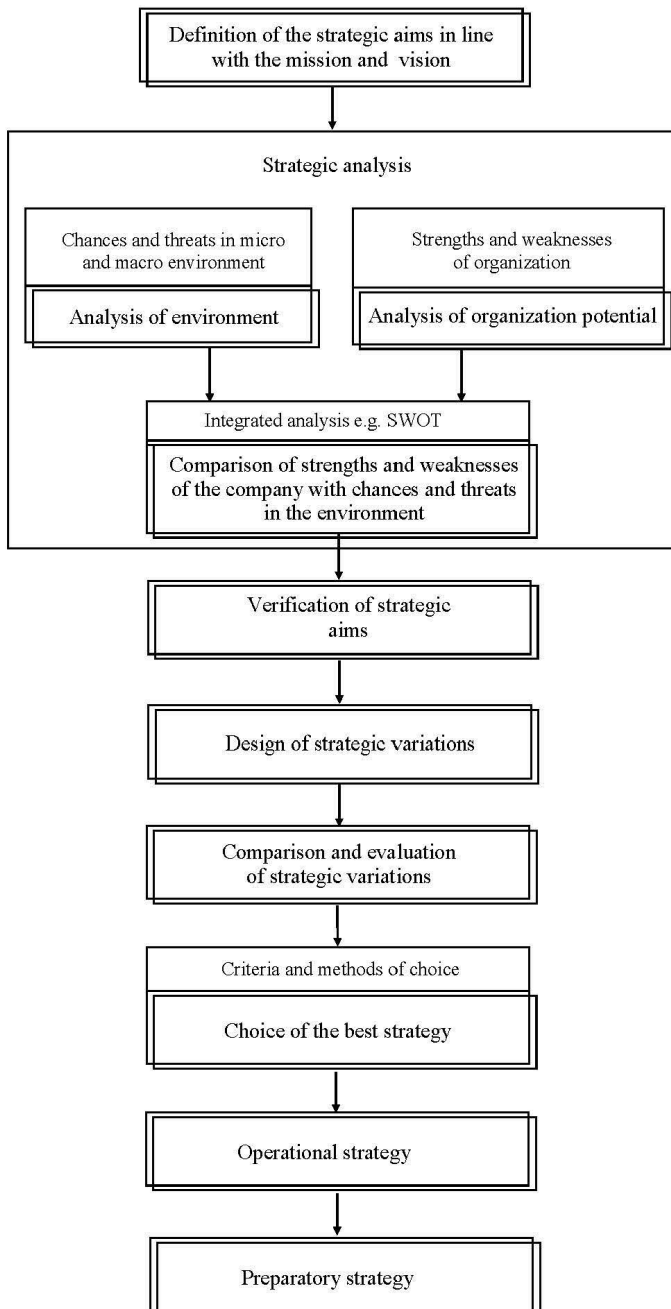 Definition of the strategic aims in line
with the mission and vision
Strategic analysis
Chances and threats in micro
and macro environment
Analysis of environment
Strengths and weaknesses
of organization
Analysis of organization potential
Integrated analysis e.g. SWOT
Comparison of strengths and weaknesses
of the company with chances and threats
in the environment
Verification of strategic
aims
Design of strategic variations
Comparison and evaluation
of strategic variations
Criteria and methods of choice
Choice of the best strategy
Operational strategy
Preparatory strategy